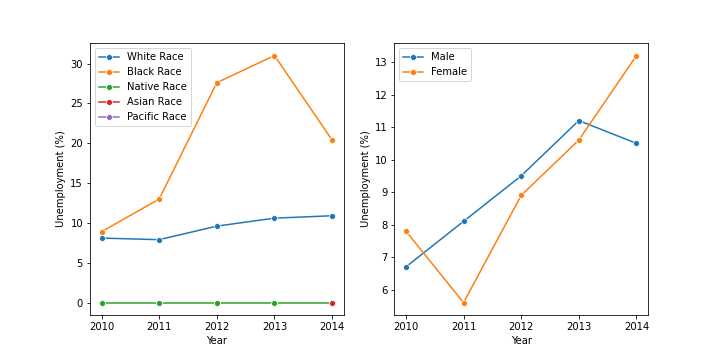 White Race
Black Race
Native Race
Asian Race
Pacific Race
30
25
20
15
10
5
0
Unemployment (%)
2010 2011 2012 2013 2014
Year
Male
Female
13
12
11
10
9
8
7
6
Unemployment (%)
2010 2011 2012 2013 2014
Year